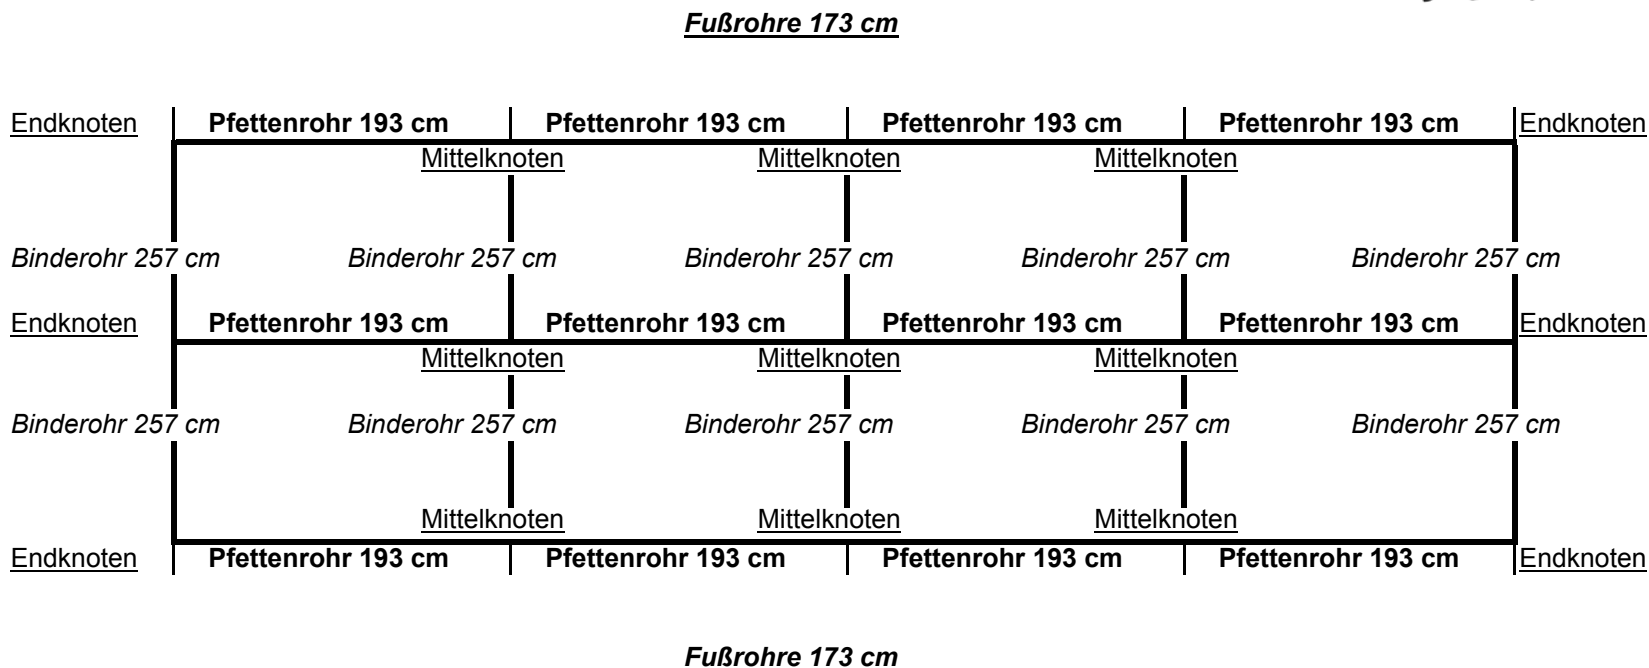 Fußrohre 173 cm
Endknoten Pfettenrohr 193 cm Pfettenrohr 193 cm Pfettenrohr 193 cm Pfettenrohr 193 cm Endknoten
Mittelknoten Mittelknoten Mittelknoten
Binderohr 257 cm Binderohr 257 cm Binderohr 257 cm Binderohr 257 cm Binderohr 257 cm
Endknoten Pfettenrohr 193 cm Pfettenrohr 193 cm Pfettenrohr 193 cm Pfettenrohr 193 cm Endknoten
Mittelknoten Mittelknoten Mittelknoten
Binderohr 257 cm Binderohr 257 cm Binderohr 257 cm Binderohr 257 cm Binderohr 257 cm
Mittelknoten Mittelknoten Mittelknoten
Endknoten Pfettenrohr 193 cm Pfettenrohr 193 cm Pfettenrohr 193 cm Pfettenrohr 193 cm Endknoten
Fußrohre 173 cm